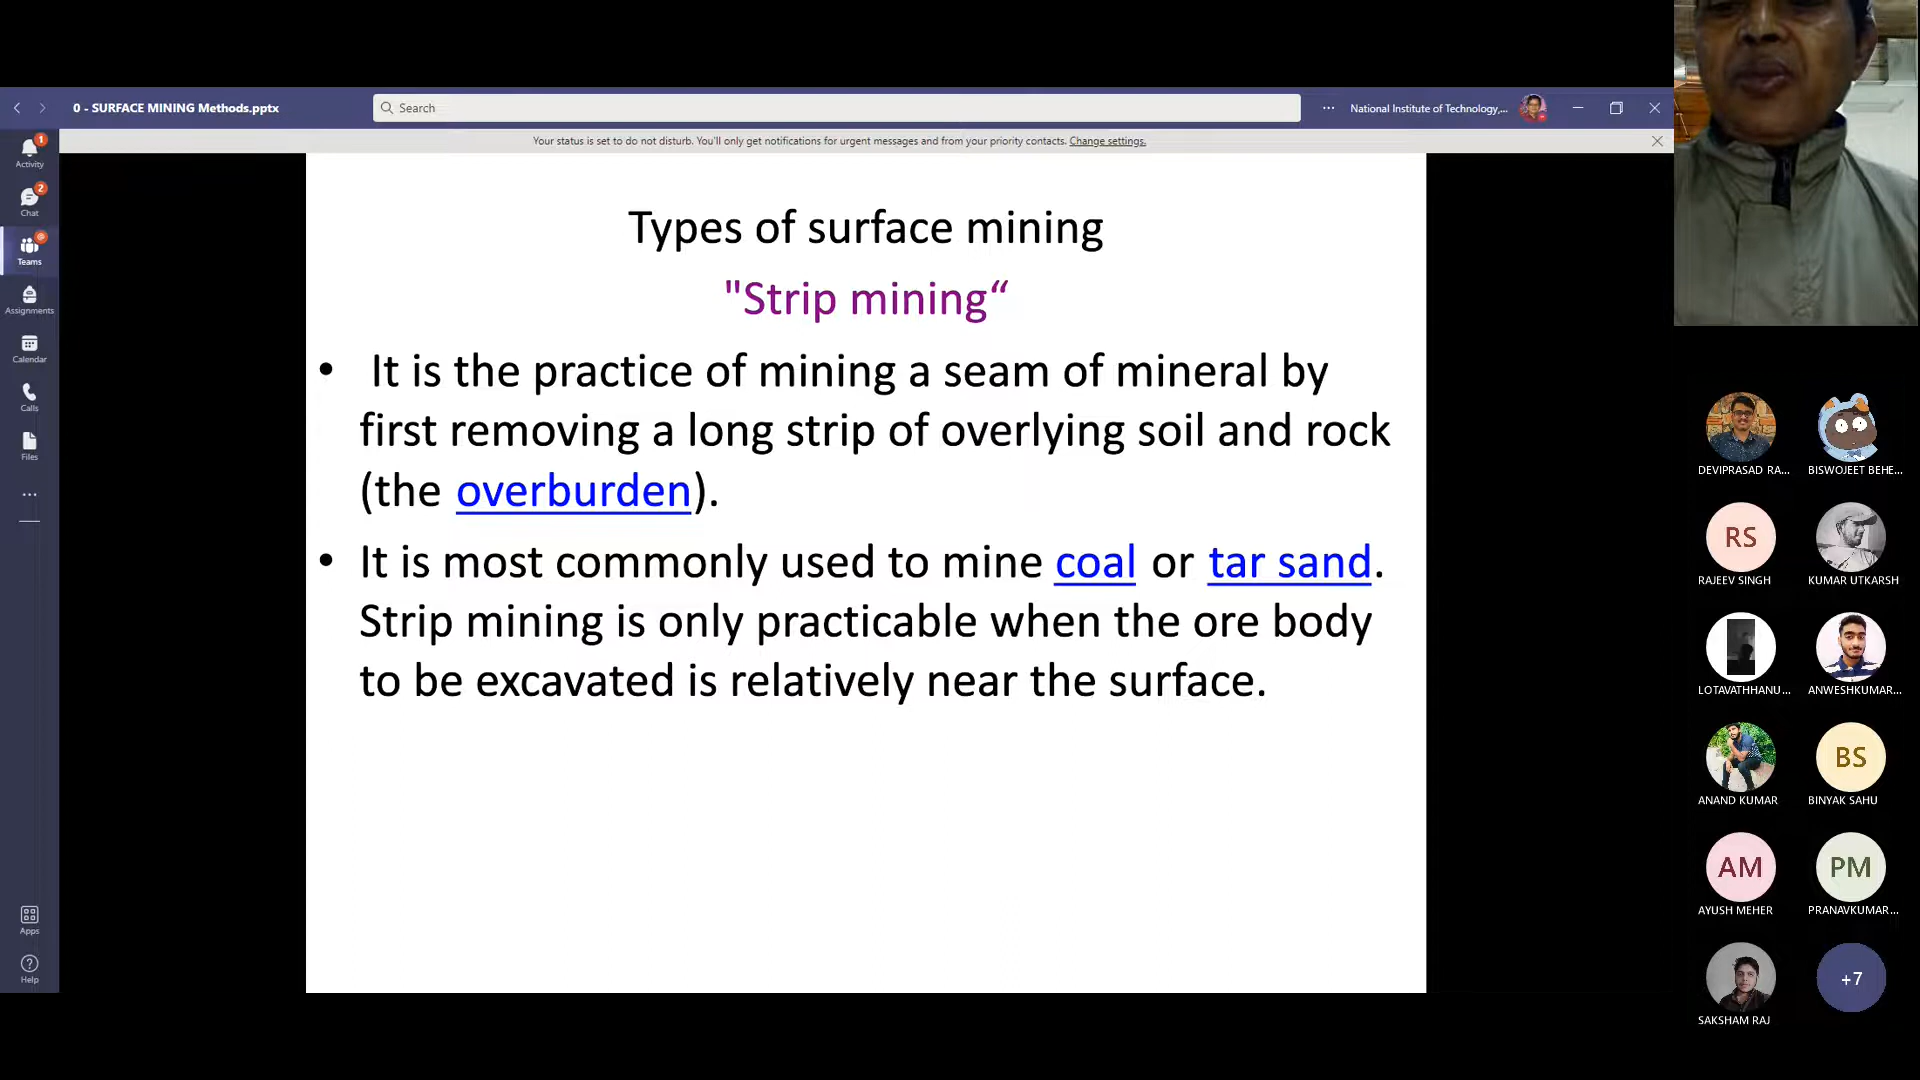 0 - SURFACE MINING Methods.pptx
Search
National Institute of Technology,...
Your status is set to do not disturb. You'll only get notifications for urgent messages and from your priority contacts. Change settings.
1
Activity
2
Chat
Teams
Assignments
Calendar
Calls
Files
Apps
Help
Types of surface mining
"Strip mining“
• It is the practice of mining a seam of mineral by
first removing a long strip of overlying soil and rock
(the overburden).
• It is most commonly used to mine coal or tar sand.
Strip mining is only practicable when the ore body
to be excavated is relatively near the surface.
DEVIPRASAD RA...
BISWOJEET BEHE...
RS
RAJEEV SINGH
KUMAR UTKARSH
LOTAVATHHANU...
ANWESHKUMAR...
ANAND KUMAR
BS
BINYAK SAHU
AM
AYUSH MEHER
PM
PRANAVKUMAR...
SAKSHAM RAJ
+7